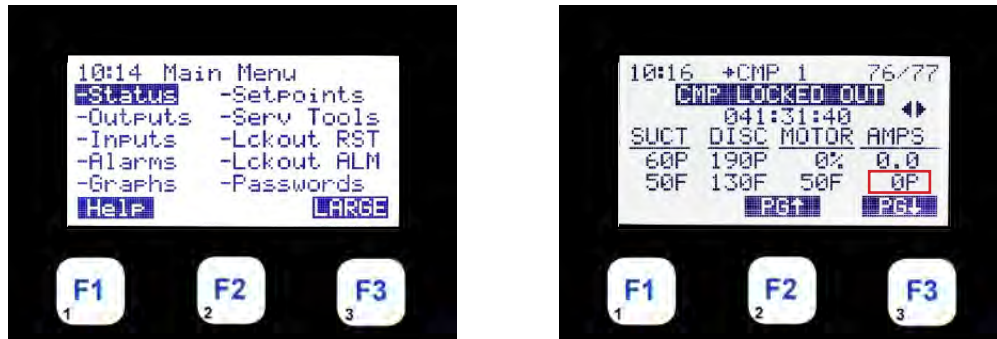 10:14 Main Menu
-Status -Setpoints
-Outputs -Serv Tools
-Inputs -Lckout RST
-Alarms -Lckout ALM
-Graphs -Passwords
Help LARGE
F1 F2 F3
1 2 3
10:16 →CMP 1 76/77
CMP LOCKED OUT
041:31:40
SUCT DISC MOTOR AMPS
60P 190P 0% 0.0
50F 130F 50F 0P
PG↑ PG↓
F1 F2 F3
1 2 3